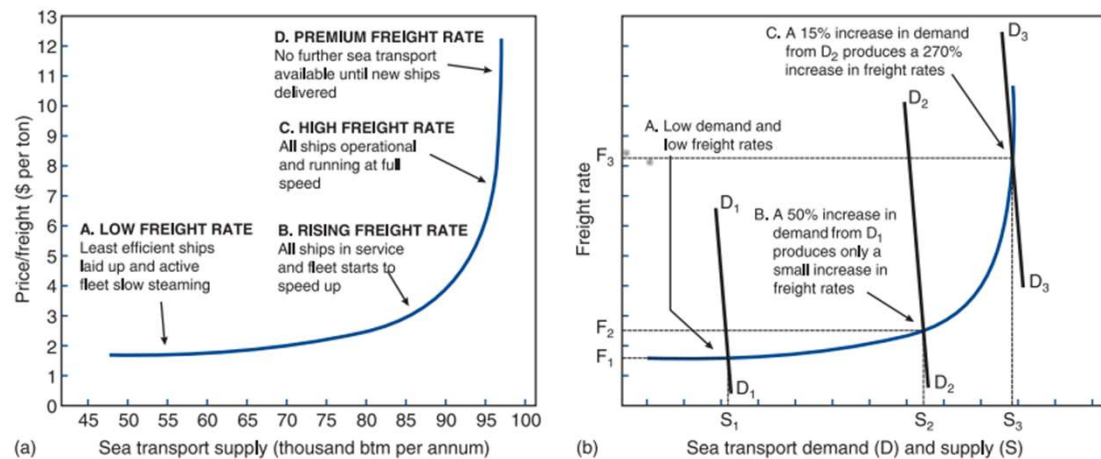 13
12
11
10
9
8
7
6
5
4
3
2
1
0
Price/freight ($ per ton)
D. PREMIUM FREIGHT RATE
No further sea transport
available until new ships
delivered
C. HIGH FREIGHT RATE
All ships operational
and running at full
speed
A. LOW FREIGHT RATE
Least efficient ships
laid up and active
fleet slow steaming
B. RISING FREIGHT RATE
All ships in service
and fleet starts to
speed up
45 50 55 60 65 70 75 80 85 90 95 100
(a) Sea transport supply (thousand btm per annum)
Freight rate
F3
F2
F1
C. A 15% increase in demand
from D2 produces a 270%
increase in freight rates
D3
D2
A. Low demand and
low freight rates
D1
B. A 50% increase in
demand from D1
produces only a
small increase in
freight rates
D3
D1
D2
S1 S2 S3
(b) Sea transport demand (D) and supply (S)